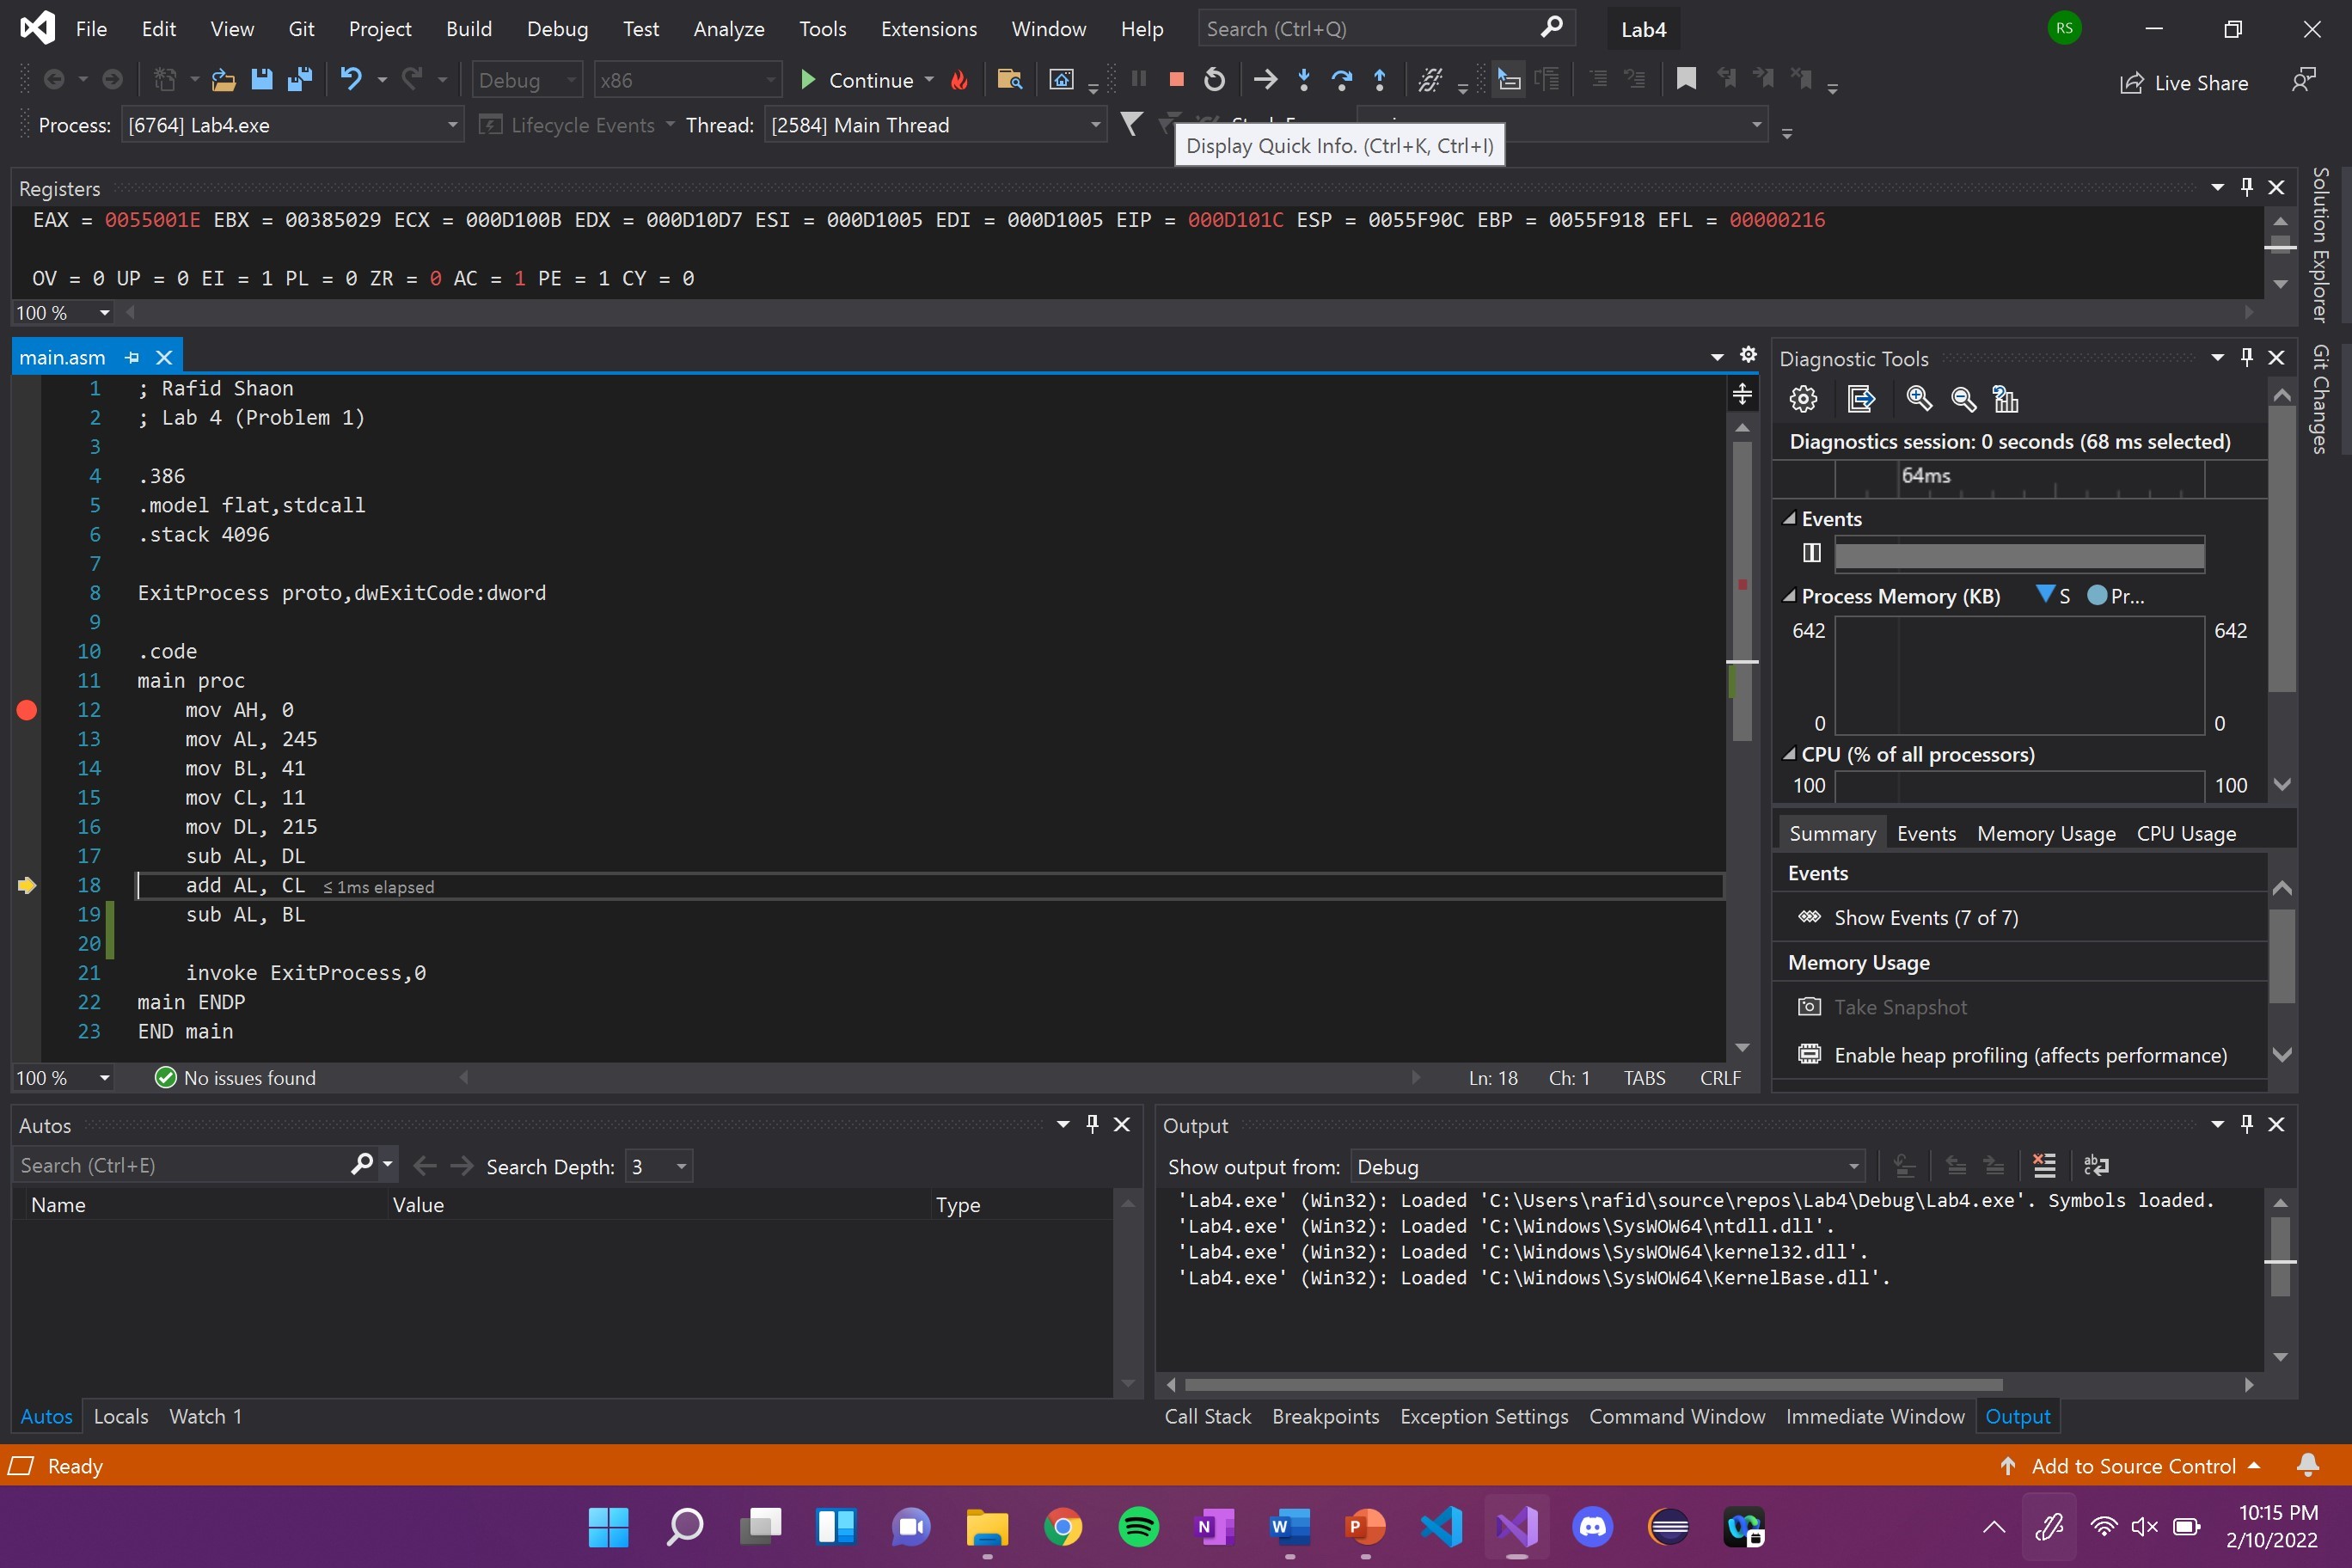 File Edit View Git Project Build Debug Test Analyze Tools Extensions Window Help Search (Ctrl+Q) Lab4 RS
Debug x86 Continue Live Share
Process: [6764] Lab4.exe Lifecycle Events Thread: [2584] Main Thread
Display Quick Info. (Ctrl+K, Ctrl+I)
Registers
EAX = 0055001E EBX = 00385029 ECX = 000D100B EDX = 000D10D7 ESI = 000D1005 EDI = 000D1005 EIP = 000D101C ESP = 0055F90C EBP = 0055F918 EFL = 00000216
OV = 0 UP = 0 EI = 1 PL = 0 ZR = 0 AC = 1 PE = 1 CY = 0
100 %
Solution Explorer
Git Changes
main.asm
1 ; Rafid Shaon
2 ; Lab 4 (Problem 1)
3
4 .386
5 .model flat,stdcall
6 .stack 4096
7
8 ExitProcess proto,dwExitCode:dword
9
10 .code
11 main proc
12 mov AH, 0
13 mov AL, 245
14 mov BL, 41
15 mov CL, 11
16 mov DL, 215
17 sub AL, DL
18 add AL, CL ≤ 1ms elapsed
19 sub AL, BL
20
21 invoke ExitProcess,0
22 main ENDP
23 END main
100 % No issues found Ln: 18 Ch: 1 TABS CRLF
Diagnostic Tools
Diagnostics session: 0 seconds (68 ms selected)
64ms
Events
Process Memory (KB) S Pr...
642 642
0 0
CPU (% of all processors)
100 100
Summary Events Memory Usage CPU Usage
Events
Show Events (7 of 7)
Memory Usage
Take Snapshot
Enable heap profiling (affects performance)
Autos
Search (Ctrl+E) Search Depth: 3
Name Value Type
Autos Locals Watch 1
Output
Show output from: Debug
'Lab4.exe' (Win32): Loaded 'C:\Users\rafid\source\repos\Lab4\Debug\Lab4.exe'. Symbols loaded.
'Lab4.exe' (Win32): Loaded 'C:\Windows\SysWOW64\ntdll.dll'.
'Lab4.exe' (Win32): Loaded 'C:\Windows\SysWOW64\kernel32.dll'.
'Lab4.exe' (Win32): Loaded 'C:\Windows\SysWOW64\KernelBase.dll'.
Call Stack Breakpoints Exception Settings Command Window Immediate Window Output
Ready Add to Source Control
10:15 PM
2/10/2022